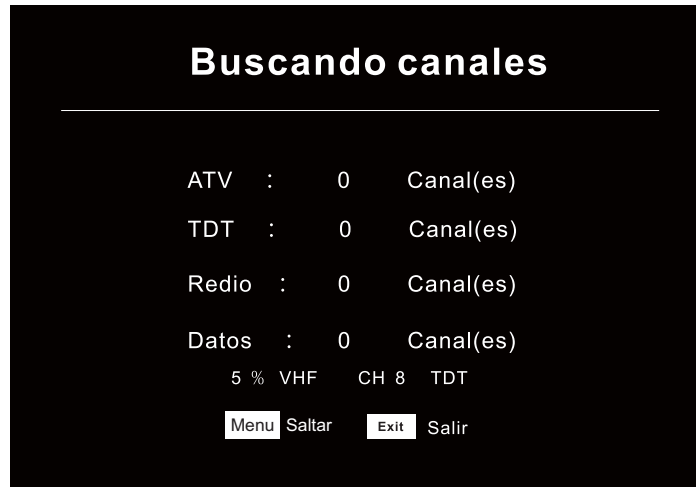 Buscando canales
ATV : 0 Canal(es)
TDT : 0 Canal(es)
Redio : 0 Canal(es)
Datos : 0 Canal(es)
5 % VHF CH 8 TDT
Menu Saltar Exit Salir